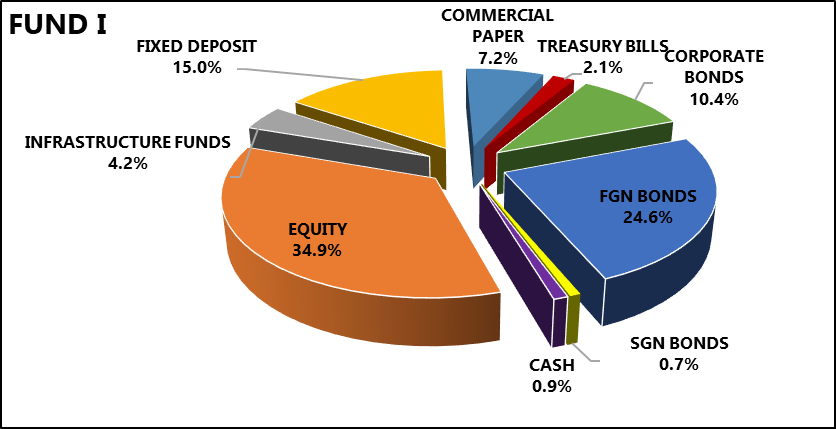 FUND I
COMMERCIAL
PAPER
7.2%
TREASURY BILLS
2.1%
CORPORATE
BONDS
10.4%
FIXED DEPOSIT
15.0%
INFRASTRUCTURE FUNDS
4.2%
FGN BONDS
24.6%
EQUITY
34.9%
SGN BONDS
0.7%
CASH
0.9%